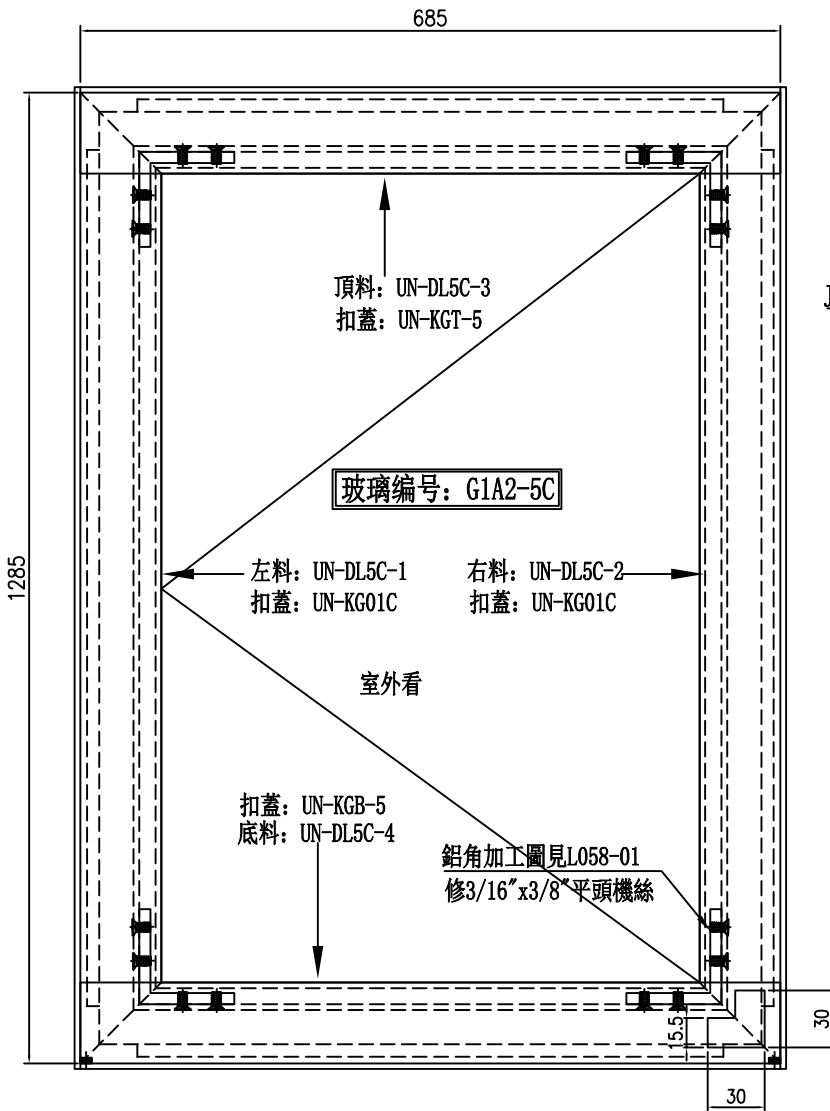 685
頂料: UN-DL5C-3
扣蓋: UN-KGT-5
玻璃编号: G1A2-5C
1285
左料: UN-DL5C-1
扣蓋: UN-KG01C
右料: UN-DL5C-2
扣蓋: UN-KG01C
室外看
扣蓋: UN-KGB-5
底料: UN-DL5C-4
鋁角加工圖見L058-01
修3/16"x3/8"平頭機絲
15.5
30
30